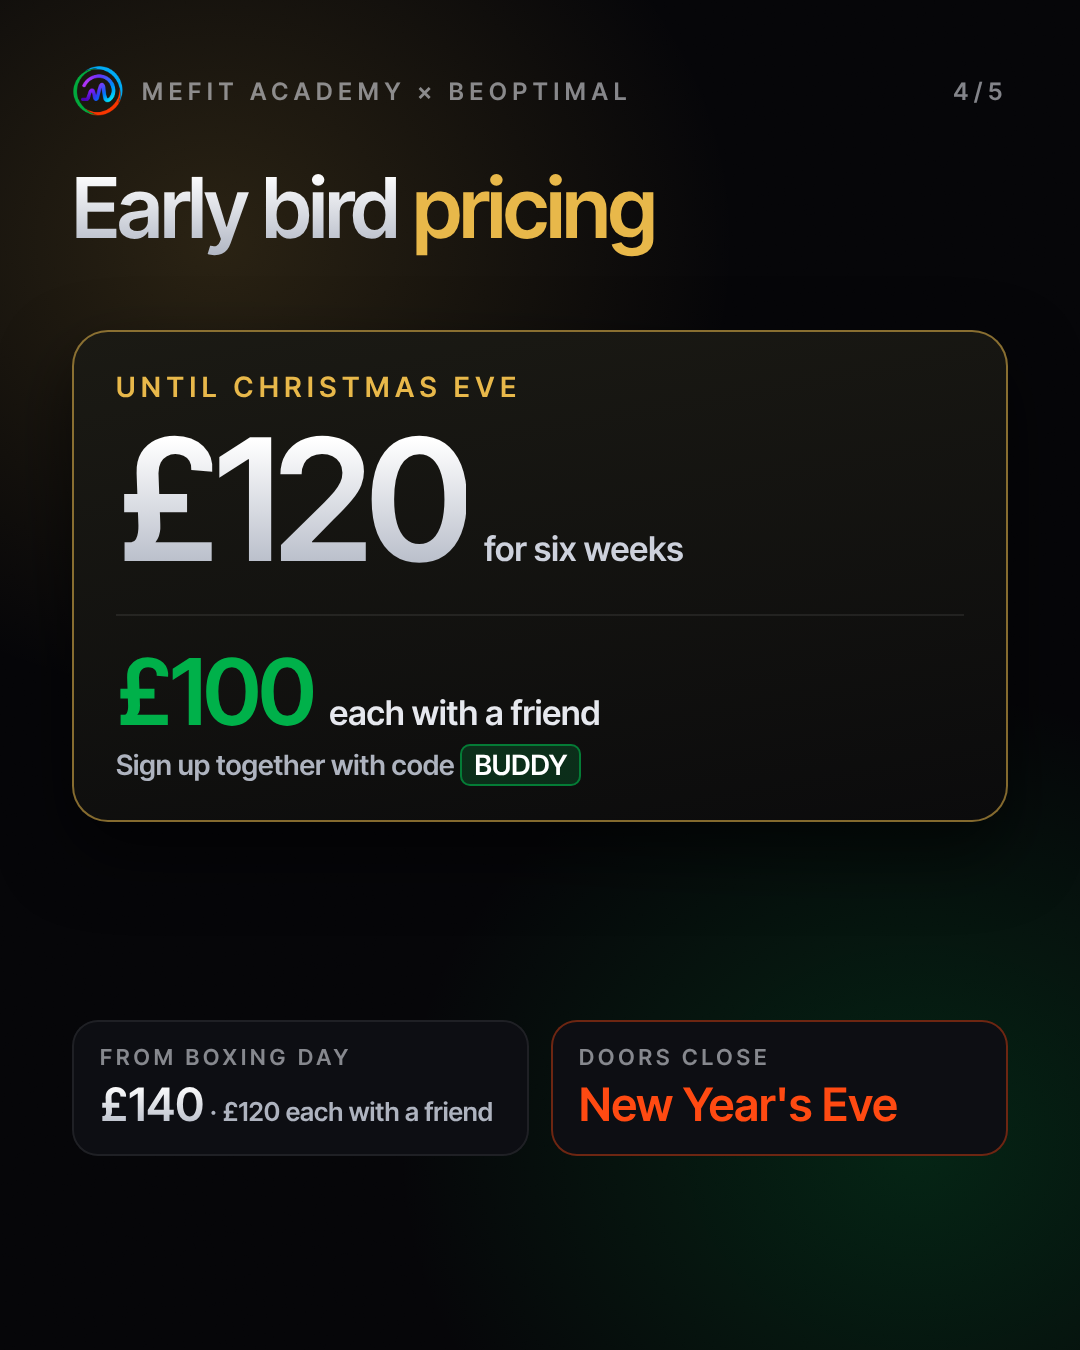 MEFIT ACADEMY × BEOPTIMAL
4/5
Early bird pricing
UNTIL CHRISTMAS EVE
£120 for six weeks
£100 each with a friend
Sign up together with code BUDDY
FROM BOXING DAY
£140 · £120 each with a friend
DOORS CLOSE
New Year's Eve